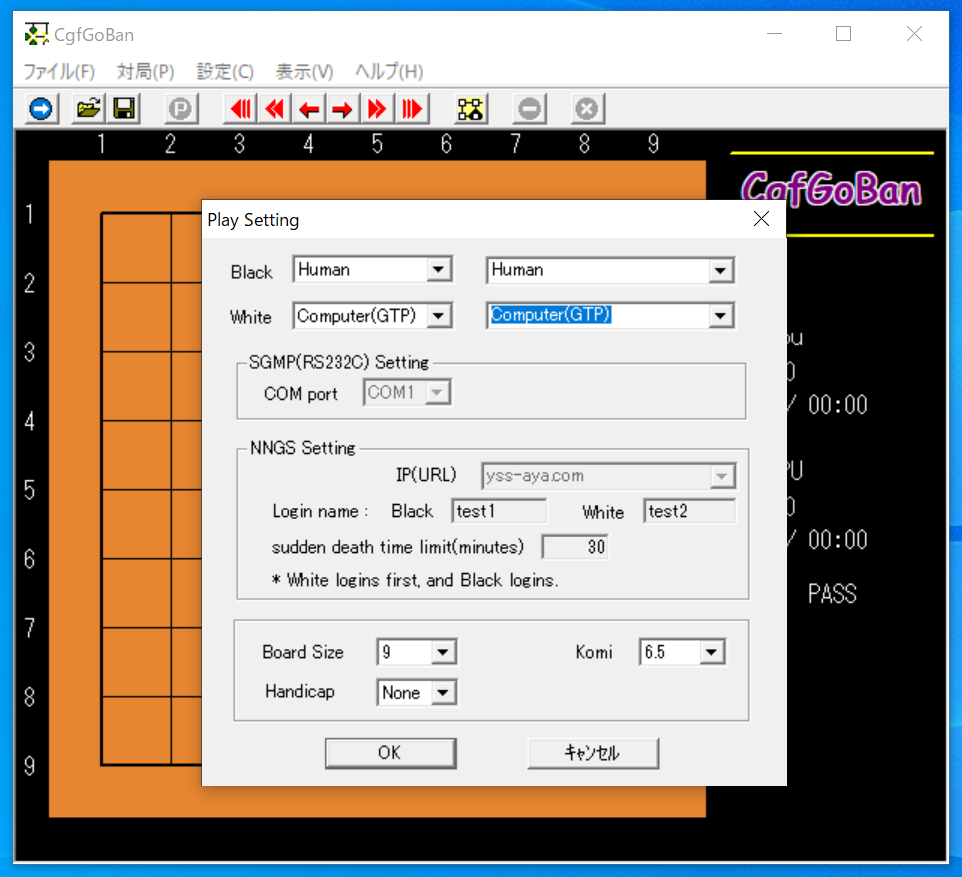 CgfGoBan
ファイル(F) 対局(P) 設定(C) 表示(V) ヘルプ(H)
P
1 2 3 4 5 6 7 8 9
CgfGoBan
1
2
3
4
5
6
7
8
9
Play Setting
Black Human Human
White Computer(GTP) Computer(GTP)
SGMP(RS232C) Setting
COM port COM1
NNGS Setting
IP(URL) yss-aya.com
Login name : Black test1 White test2
sudden death time limit(minutes) 30
* White logins first, and Black logins.
Board Size 9 Komi 6.5
Handicap None
OK キャンセル
/ 00:00
/ 00:00
PASS